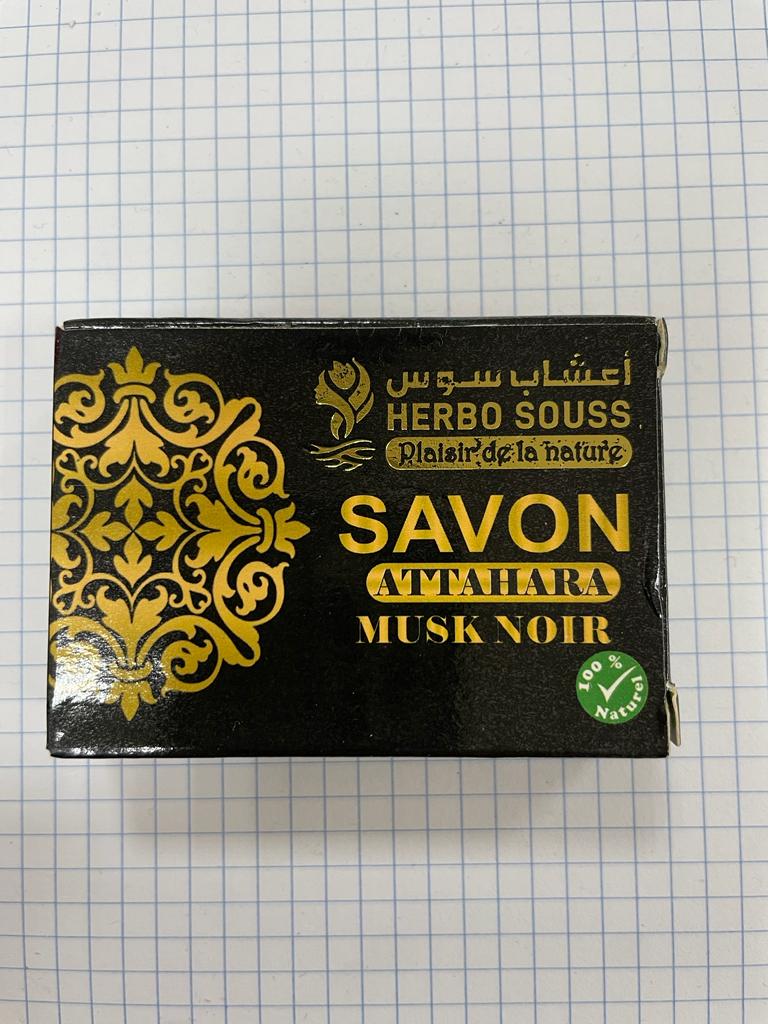 أعشاب سوس
HERBO SOUSS
Plaisir de la nature
SAVON
ATTAHARA
MUSK NOIR
100 %
Naturel